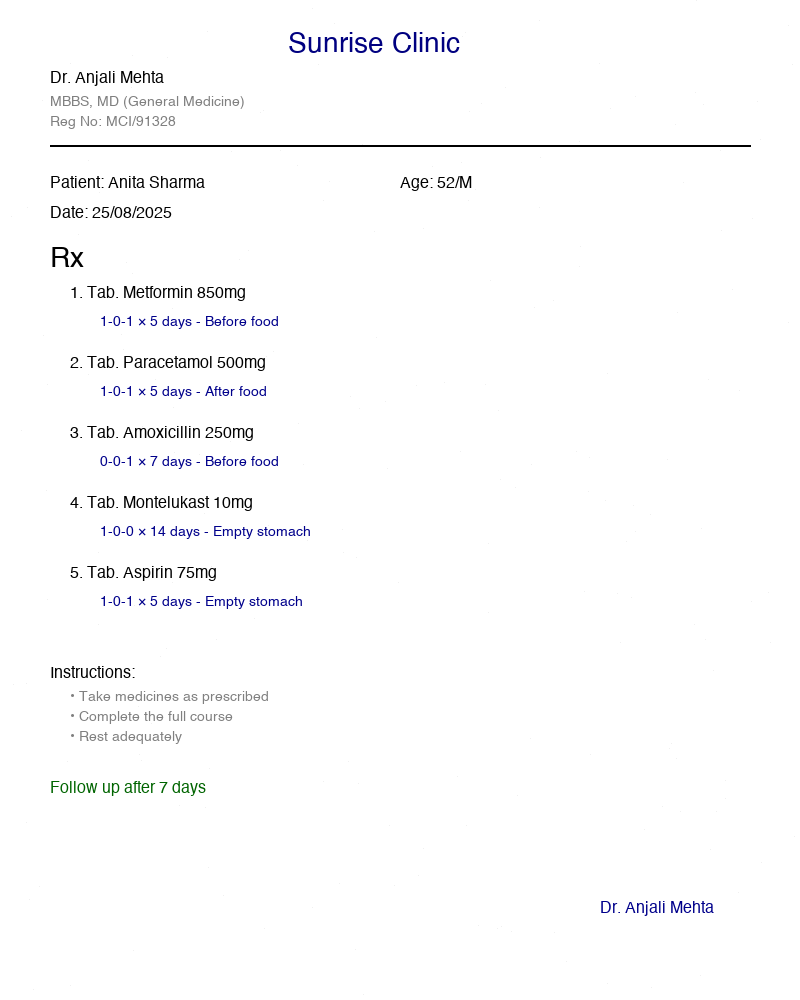 Sunrise Clinic
Dr. Anjali Mehta
MBBS, MD (General Medicine)
Reg No: MCI/91328
Patient: Anita Sharma Age: 52/M
Date: 25/08/2025
Rx
1. Tab. Metformin 850mg
1-0-1 × 5 days - Before food
2. Tab. Paracetamol 500mg
1-0-1 × 5 days - After food
3. Tab. Amoxicillin 250mg
0-0-1 × 7 days - Before food
4. Tab. Montelukast 10mg
1-0-0 × 14 days - Empty stomach
5. Tab. Aspirin 75mg
1-0-1 × 5 days - Empty stomach
Instructions:
• Take medicines as prescribed
• Complete the full course
• Rest adequately
Follow up after 7 days
Dr. Anjali Mehta